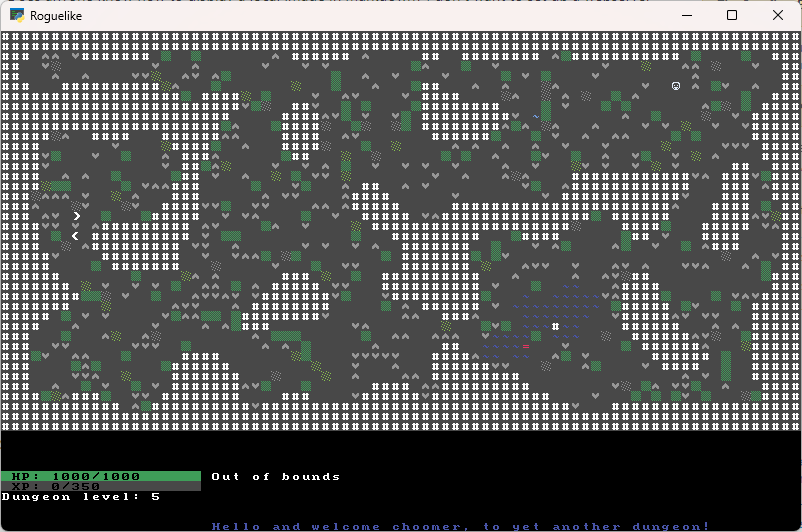 Roguelike
HP: 1000/1000
Out of bounds
XP: 0/350
Dungeon level: 5
Hello and welcome choomer, to yet another dungeon!